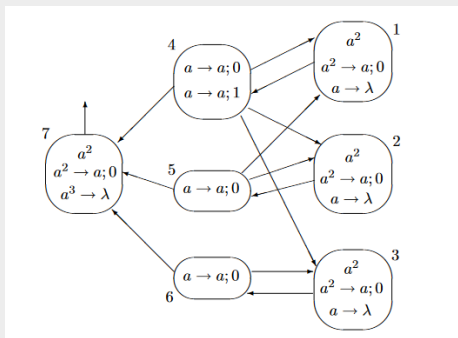 1
a² 
a² → a; 0
a → λ
4
a → a; 0
a → a; 1
2
a²
a² → a; 0
a → λ
7
a²
a² → a; 0
a³ → λ
5
a → a; 0
3
a²
a² → a; 0
a → λ
6
a → a; 0